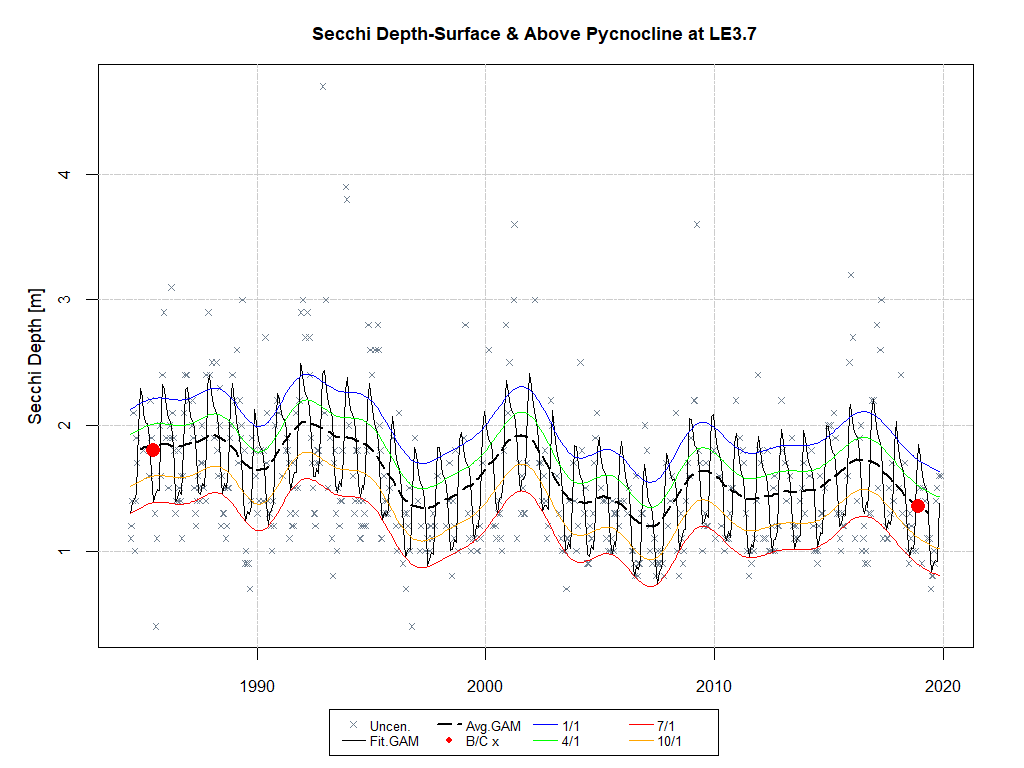 Secchi Depth-Surface & Above Pycnocline at LE3.7
Secchi Depth [m]
4
3
2
1
1990 2000 2010 2020
Uncen. Avg.GAM 1/1 7/1
Fit.GAM B/C x 4/1 10/1